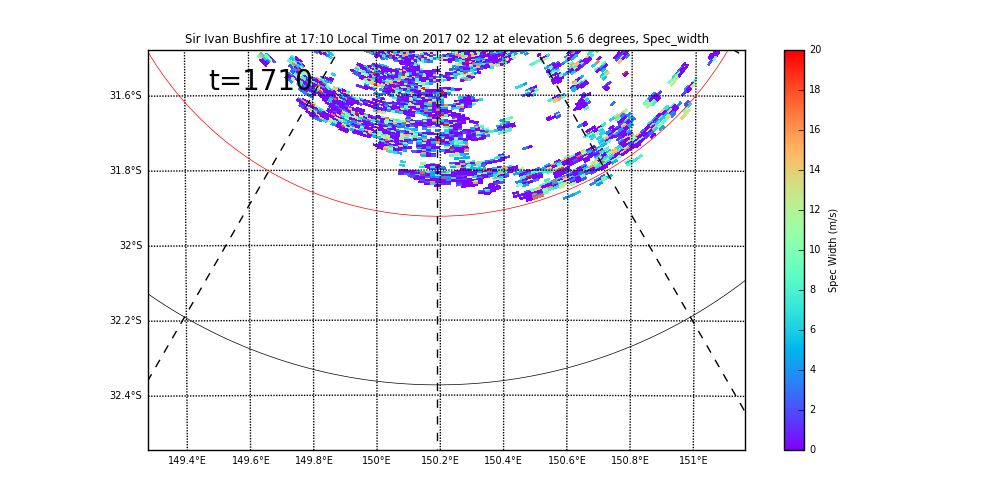 Sir Ivan Bushfire at 17:10 Local Time on 2017 02 12 at elevation 5.6 degrees, Spec_width
t=1710
31.6°S
31.8°S
32°S
32.2°S
32.4°S
149.4°E 149.6°E 149.8°E 150°E 150.2°E 150.4°E 150.6°E 150.8°E 151°E
20
18
16
14
12
10
8
6
4
2
0
Spec Width (m/s)